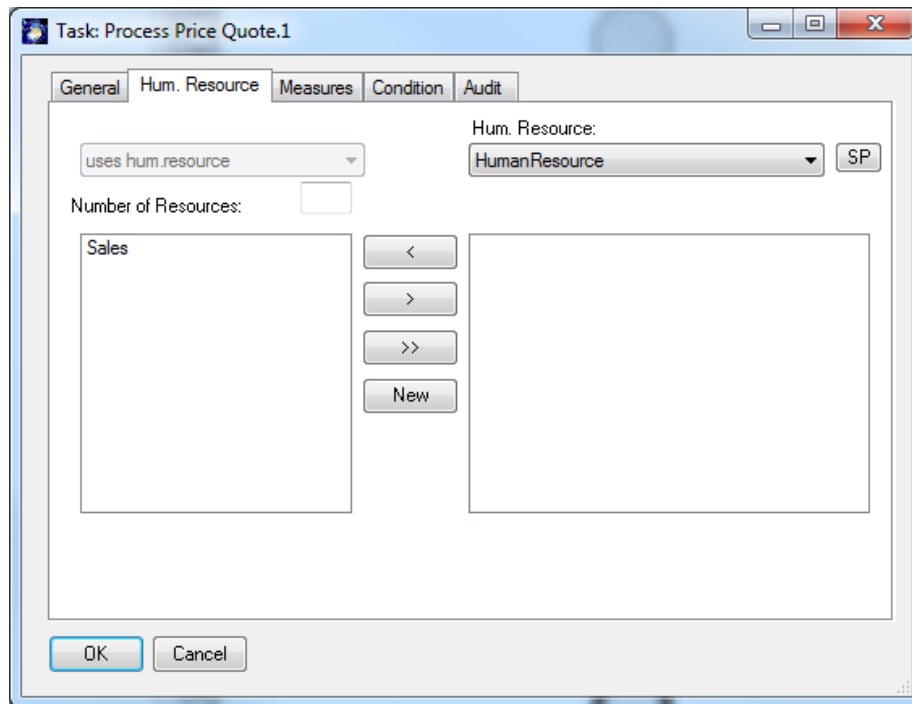 Task: Process Price Quote.1
General Hum. Resource Measures Condition Audit
Hum. Resource:
uses hum.resource HumanResource SP
Number of Resources:
Sales <
>
>>
New
OK Cancel